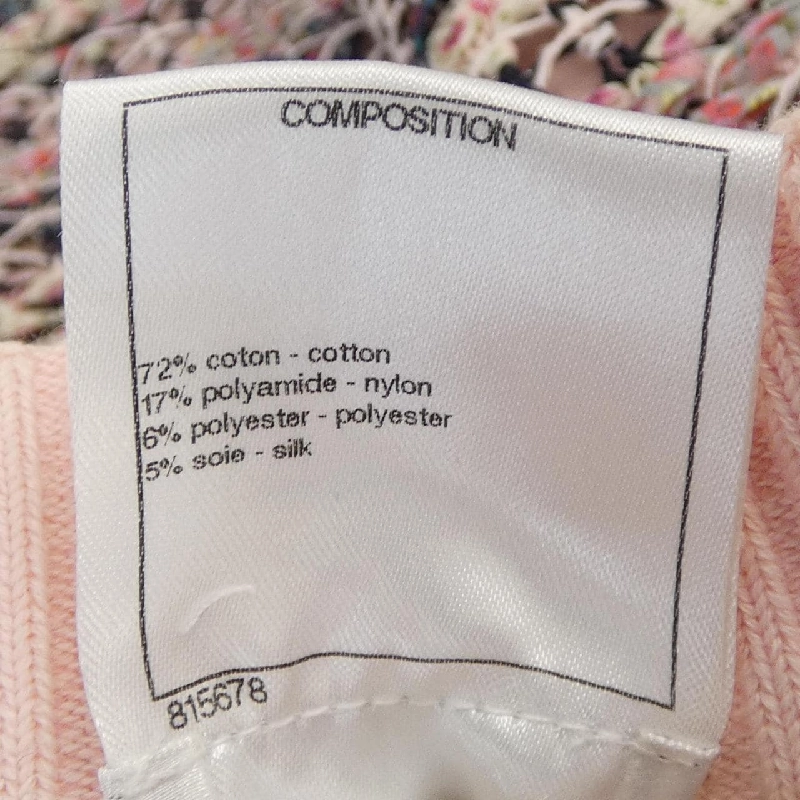 COMPOSITION
72% coton - cotton
17% polyamide - nylon
6% polyester - polyester
5% soie - silk
815678